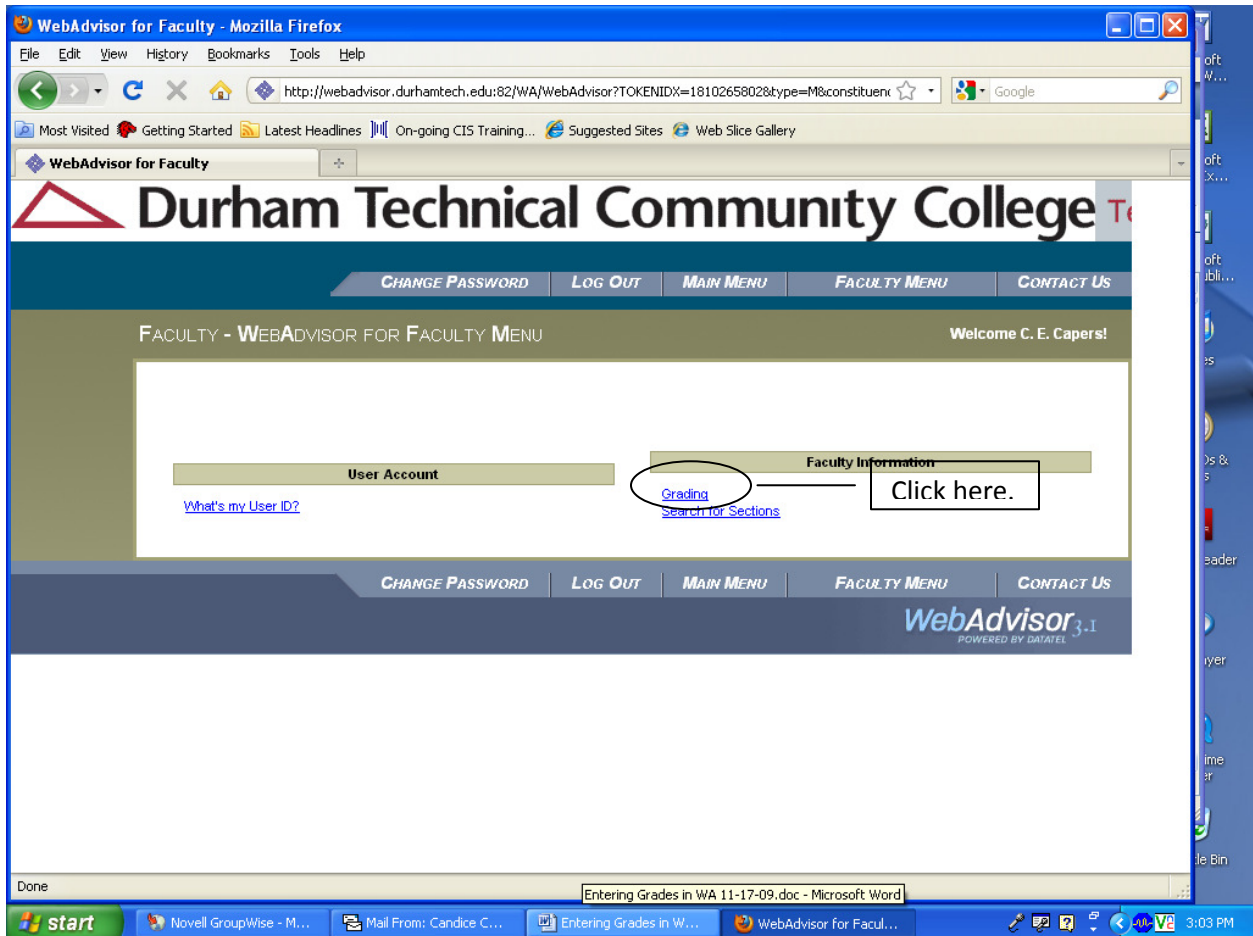 WebAdvisor for Faculty - Mozilla Firefox
File Edit View History Bookmarks Tools Help
http://webadvisor.durhamtech.edu:82/WA/WebAdvisor?TOKENIDX=1810265802&type=M&constituenc
Google
Most Visited Getting Started Latest Headlines On-going CIS Training... Suggested Sites Web Slice Gallery
WebAdvisor for Faculty
Durham Technical Community College Te
CHANGE PASSWORD LOG OUT MAIN MENU FACULTY MENU CONTACT US
FACULTY - WEBADVISOR FOR FACULTY MENU Welcome C. E. Capers!
User Account
What's my User ID?
Faculty Information
Grading
Search for Sections
Click here.
CHANGE PASSWORD LOG OUT MAIN MENU FACULTY MENU CONTACT US
WebAdvisor 3.1
POWERED BY DATATEL
Done
Entering Grades in WA 11-17-09.doc - Microsoft Word
start Novell GroupWise - M... Mail From: Candice C... Entering Grades in W... WebAdvisor for Facul... 3:03 PM